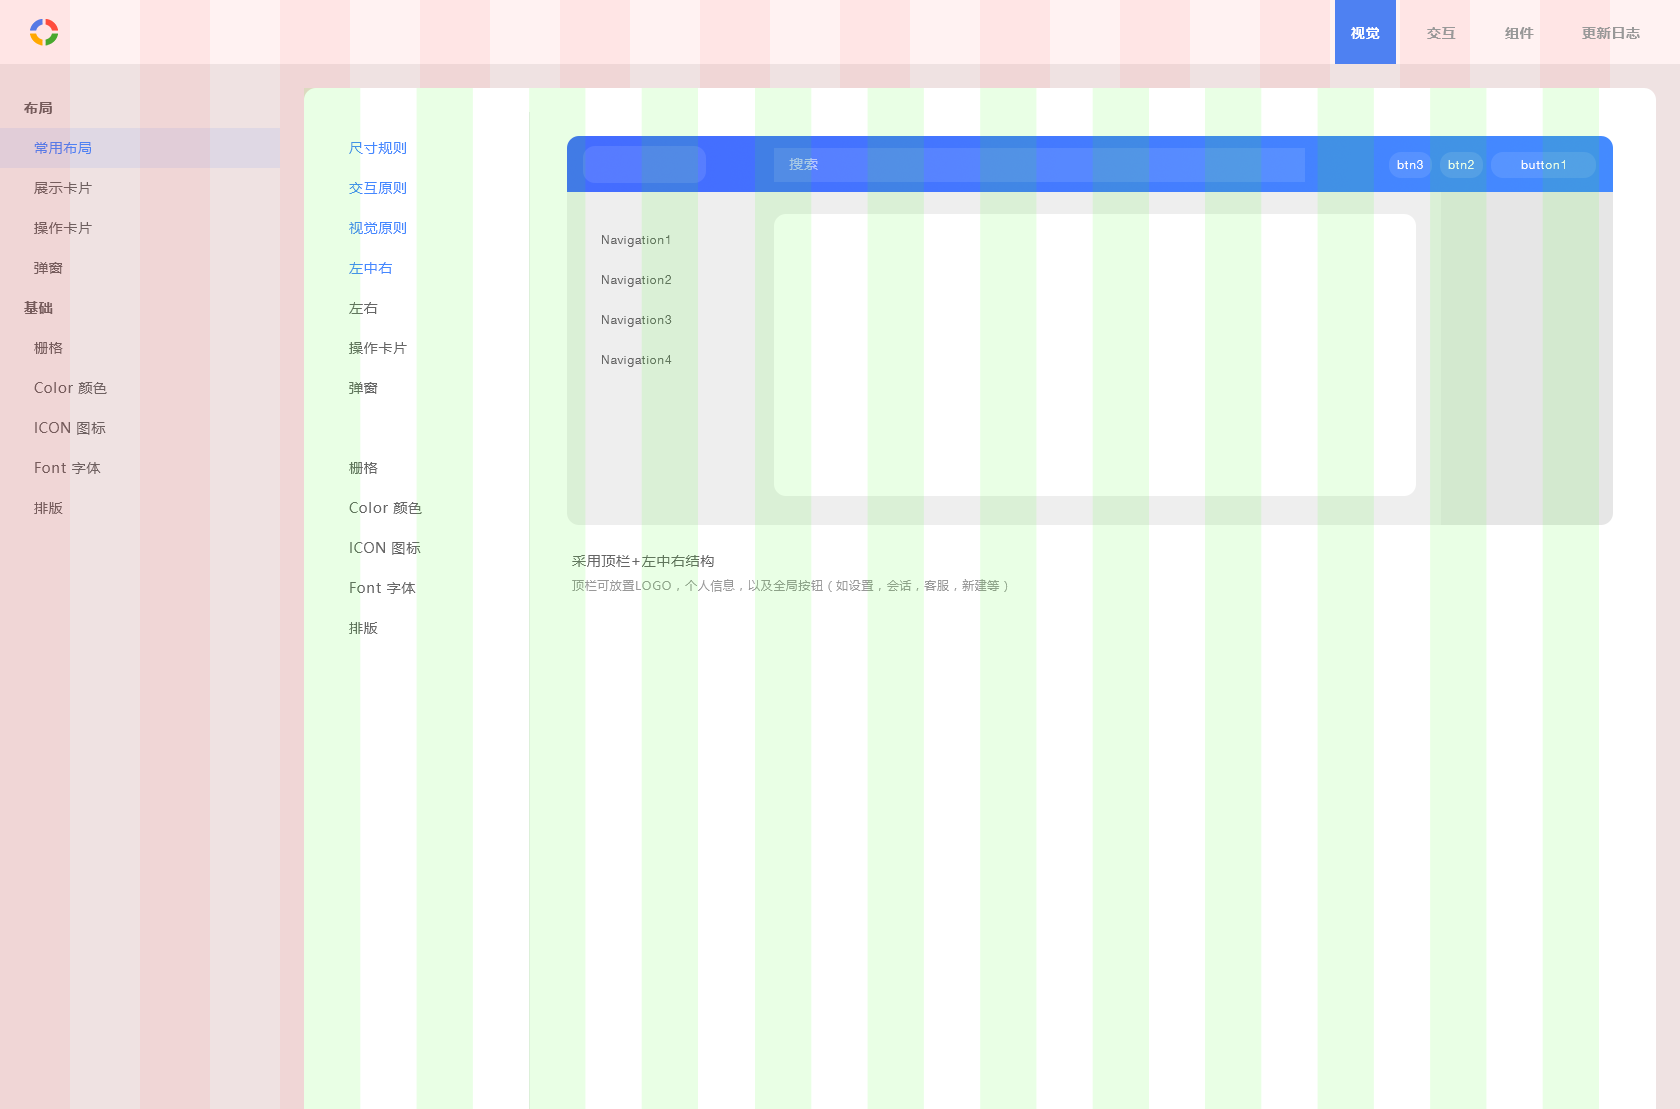 视觉
交互
组件
更新日志
布局
常用布局
展示卡片
操作卡片
弹窗
基础
栅格
Color 颜色
ICON 图标
Font 字体
排版
尺寸规则
交互原则
视觉原则
左中右
左右
操作卡片
弹窗
栅格
Color 颜色
ICON 图标
Font 字体
排版
搜索
btn3
btn2
button1
Navigation1
Navigation2
Navigation3
Navigation4
采用顶栏+左中右结构
顶栏可放置LOGO，个人信息，以及全局按钮（如设置，会话，客服，新建等）